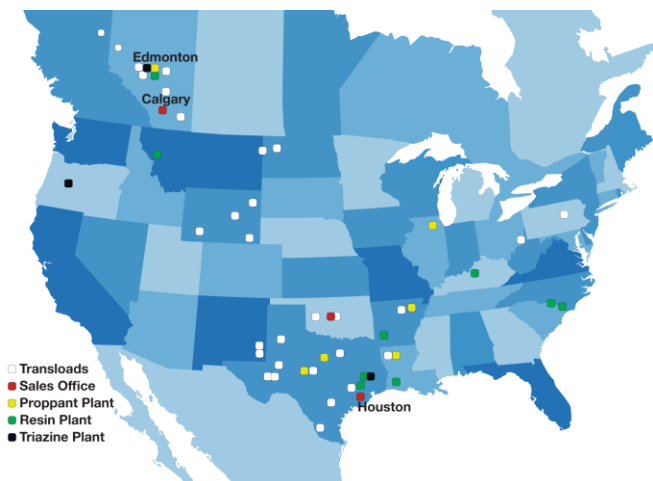 Edmonton
Calgary
Transloads
Sales Office
Proppant Plant
Resin Plant
Triazine Plant
Houston